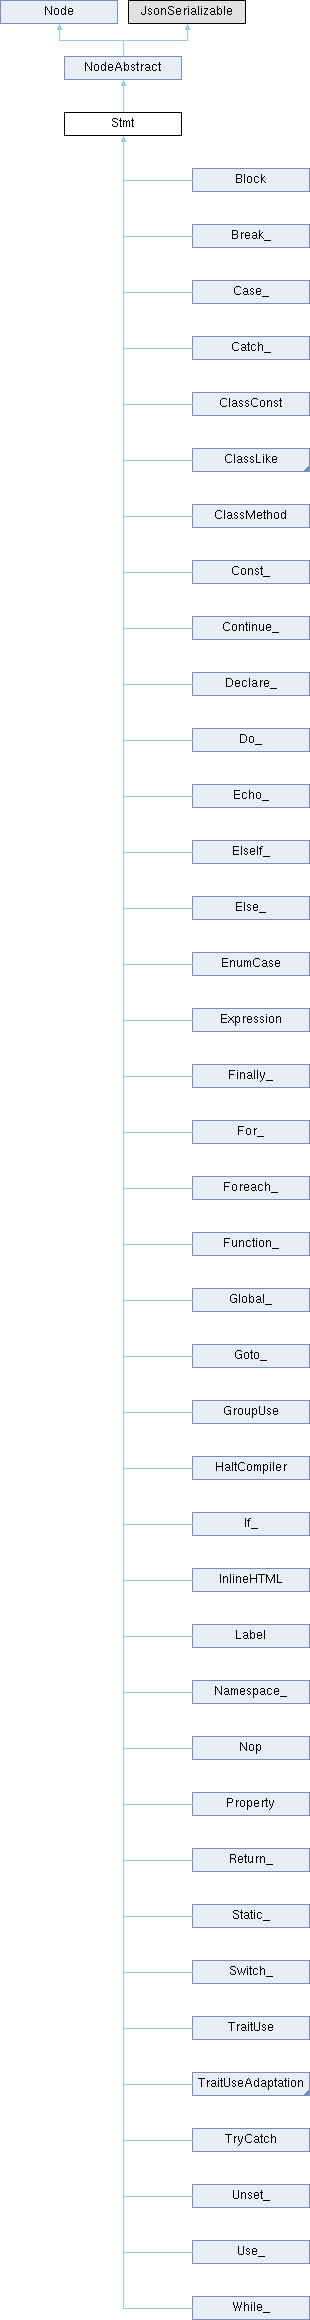 Node
JsonSerializable
NodeAbstract
Stmt
Block
Break_
Case_
Catch_
ClassConst
ClassLike
ClassMethod
Const_
Continue_
Declare_
Do_
Echo_
ElseIf_
Else_
EnumCase
Expression
Finally_
For_
Foreach_
Function_
Global_
Goto_
GroupUse
HaltCompiler
If_
InlineHTML
Label
Namespace_
Nop
Property
Return_
Static_
Switch_
TraitUse
TraitUseAdaptation
TryCatch
Unset_
Use_
While_